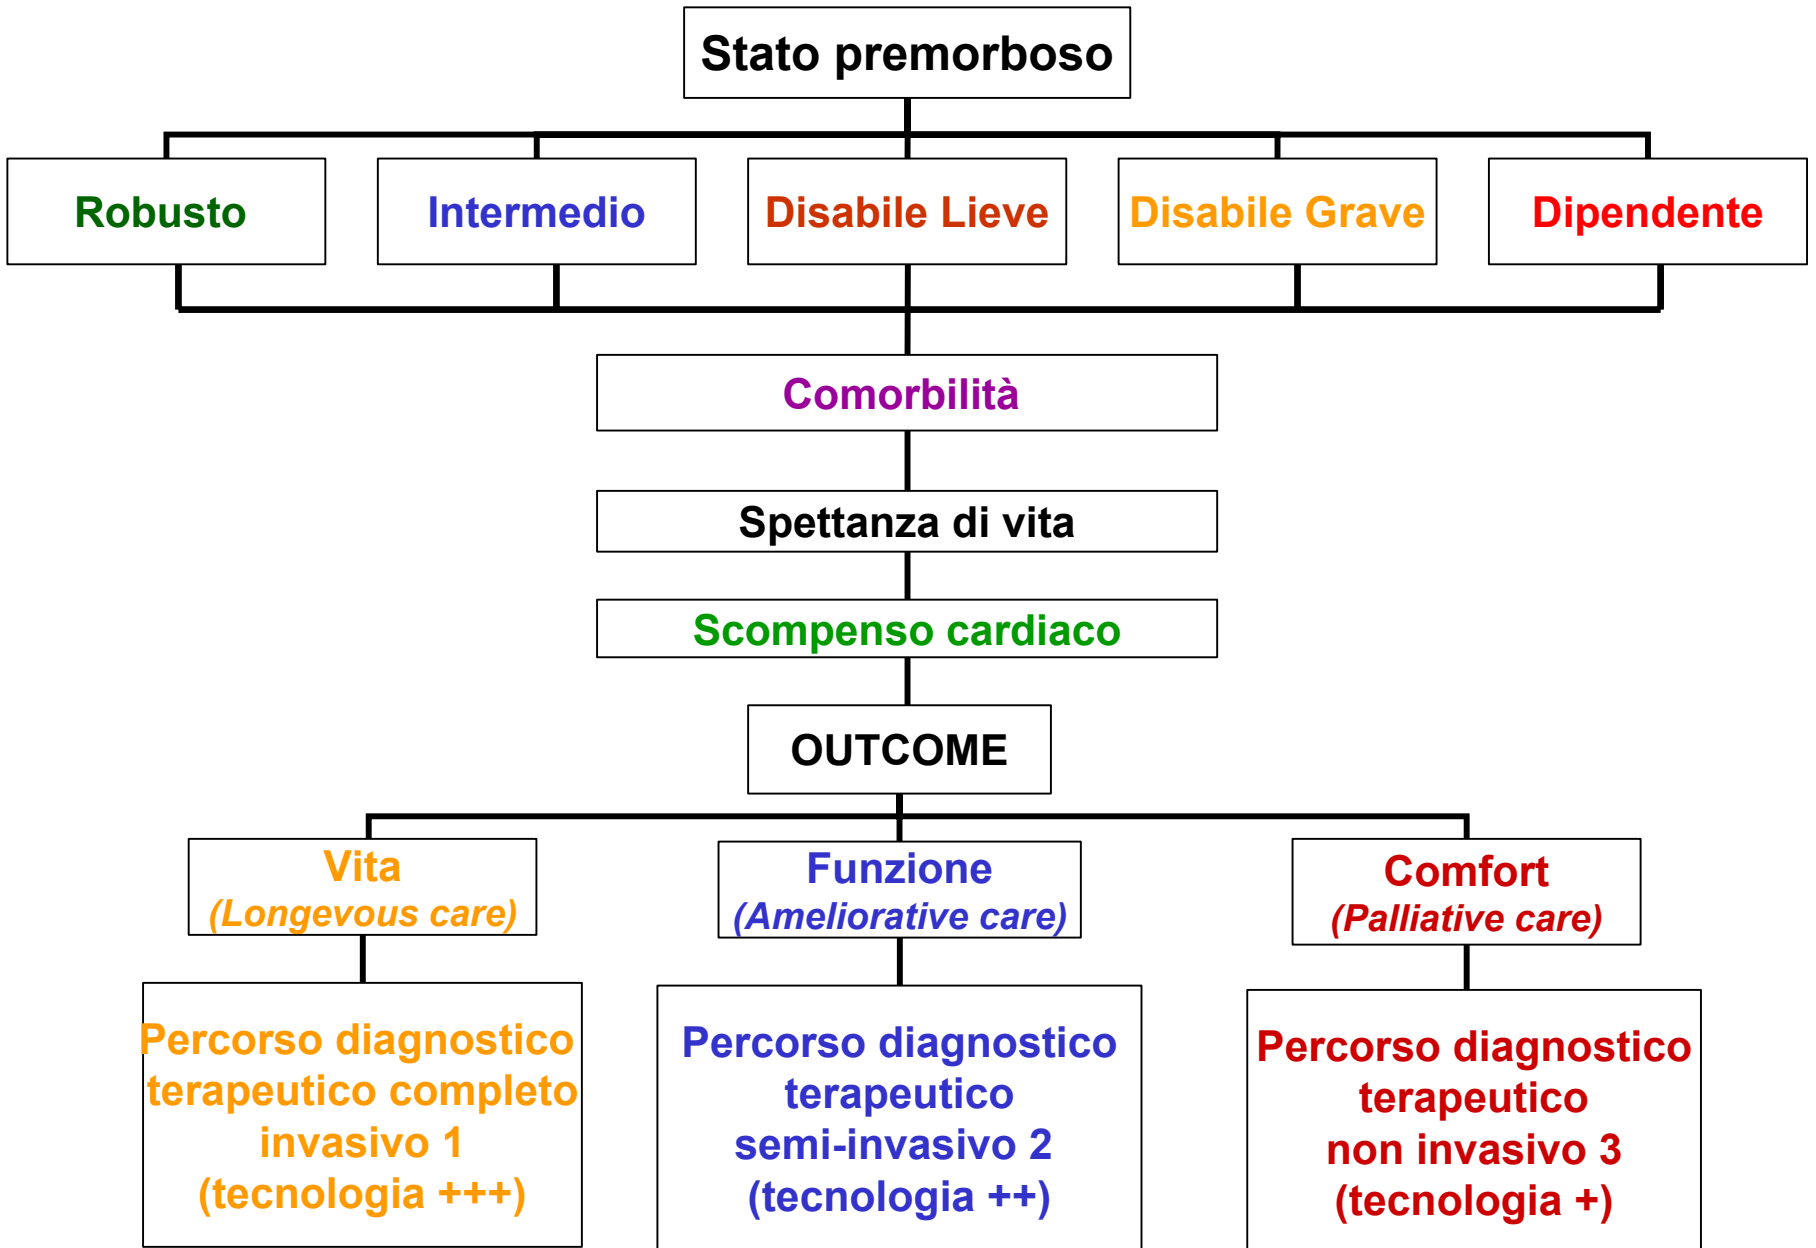 Stato premorboso
Robusto
Intermedio
Disabile Lieve
Disabile Grave
Dipendente
Comorbilità
Spettanza di vita
Scompenso cardiaco
OUTCOME
Vita
(Longevous care)
Funzione
(Ameliorative care)
Comfort
(Palliative care)
Percorso diagnostico
terapeutico completo
invasivo 1
(tecnologia +++)
Percorso diagnostico
terapeutico
semi-invasivo 2
(tecnologia ++)
Percorso diagnostico
terapeutico
non invasivo 3
(tecnologia +)